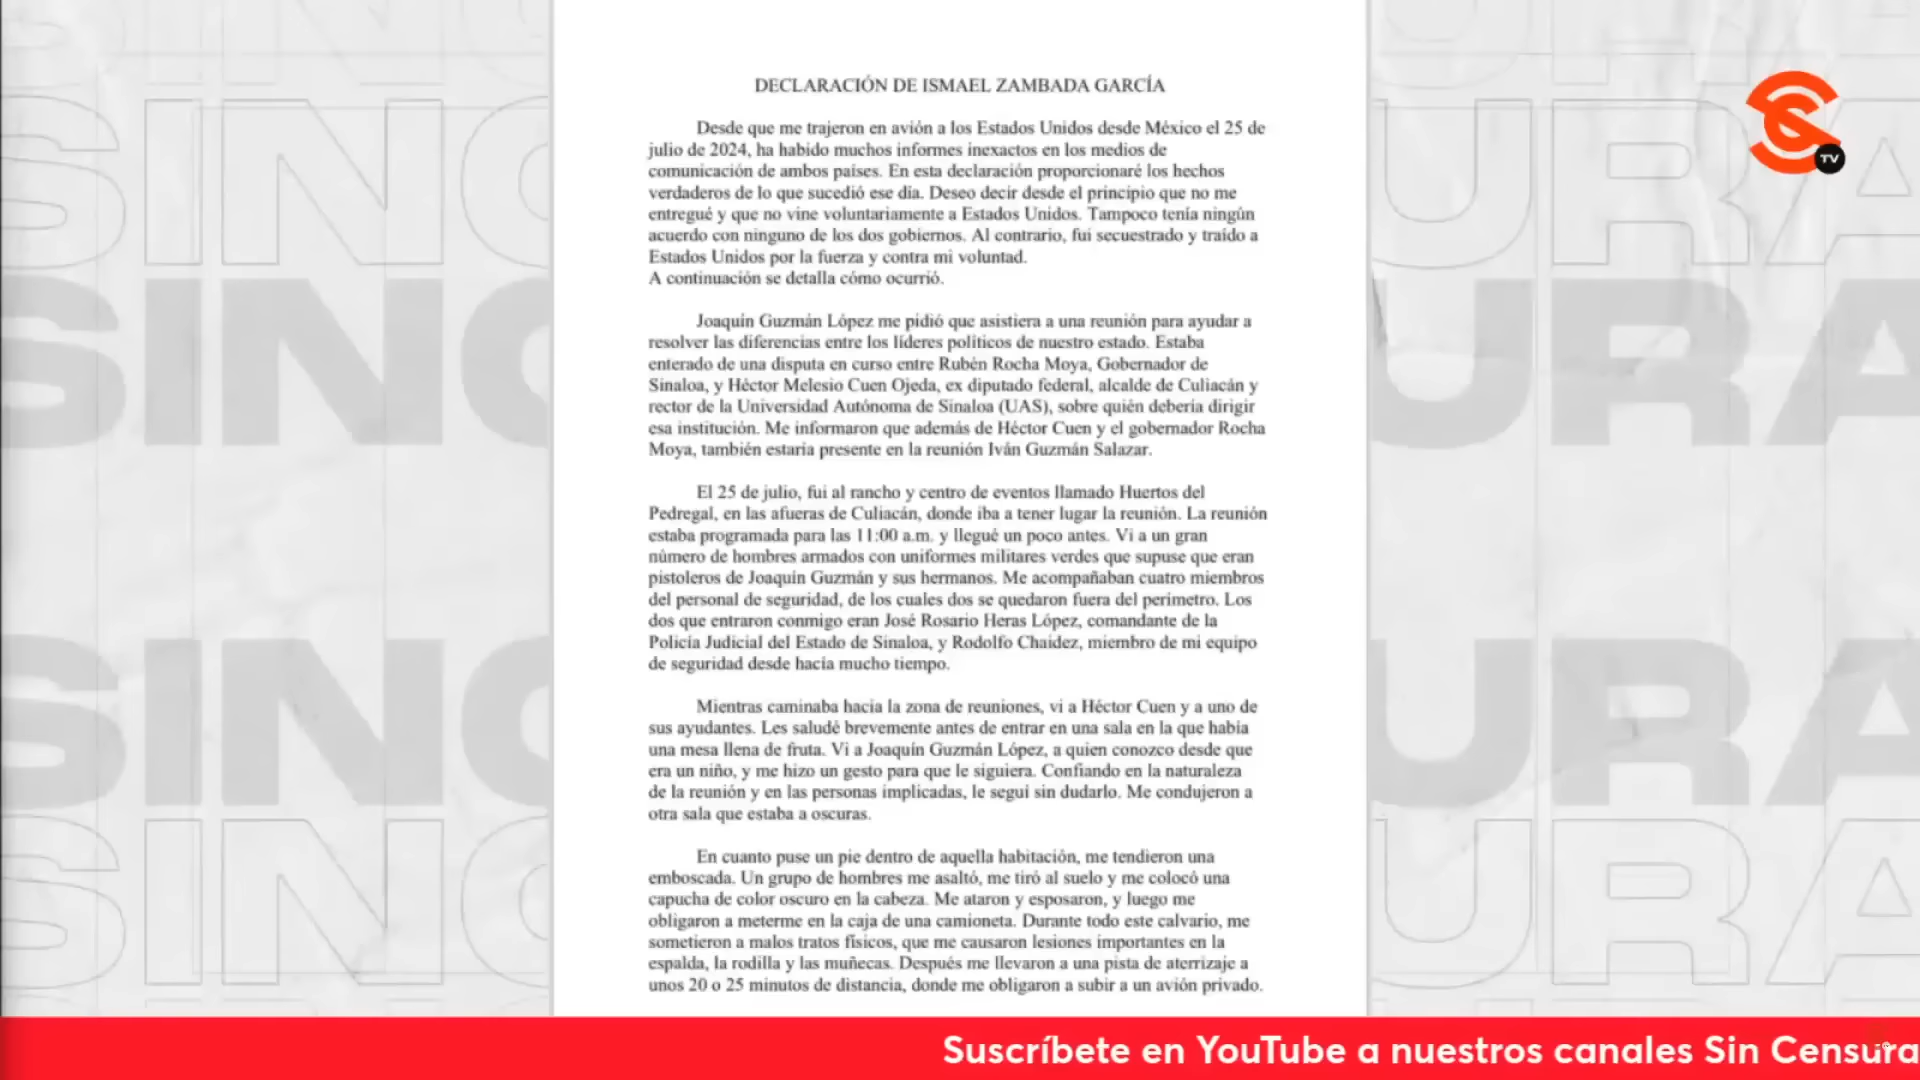 DECLARACIÓN DE ISMAEL ZAMBADA GARCÍA
Desde que me trajeron en avión a los Estados Unidos desde México el 25 de
julio de 2024, ha habido muchos informes inexactos en los medios de
comunicación de ambos países. En esta declaración proporcionaré los hechos
verdaderos de lo que sucedió ese día. Deseo decir desde el principio que no me
entregué y que no vine voluntariamente a Estados Unidos. Tampoco tenía ningún
acuerdo con ninguno de los dos gobiernos. Al contrario, fui secuestrado y traído a
Estados Unidos por la fuerza y contra mi voluntad.
A continuación se detalla cómo ocurrió.
Joaquín Guzmán López me pidió que asistiera a una reunión para ayudar a
resolver las diferencias entre los líderes políticos de nuestro estado. Estaba
enterado de una disputa en curso entre Rubén Rocha Moya, Gobernador de
Sinaloa, y Héctor Melesio Cuen Ojeda, ex diputado federal, alcalde de Culiacán y
rector de la Universidad Autónoma de Sinaloa (UAS), sobre quién debería dirigir
esa institución. Me informaron que además de Héctor Cuen y el gobernador Rocha
Moya, también estaría presente en la reunión Iván Guzmán Salazar.
El 25 de julio, fui al rancho y centro de eventos llamado Huertos del
Pedregal, en las afueras de Culiacán, donde iba a tener lugar la reunión. La reunión
estaba programada para las 11:00 a.m. y llegué un poco antes. Vi a un gran
número de hombres armados con uniformes militares verdes que supuse que eran
pistoleros de Joaquín Guzmán y sus hermanos. Me acompañaban cuatro miembros
del personal de seguridad, de los cuales dos se quedaron fuera del perímetro. Los
dos que entraron conmigo eran José Rosario Heras López, comandante de la
Policía Judicial del Estado de Sinaloa, y Rodolfo Chaidez, miembro de mi equipo
de seguridad desde hacía mucho tiempo.
Mientras caminaba hacia la zona de reuniones, vi a Héctor Cuen y a uno de
sus ayudantes. Les saludé brevemente antes de entrar en una sala en la que había
una mesa llena de fruta. Vi a Joaquín Guzmán López, a quien conozco desde que
era un niño, y me hizo un gesto para que le siguiera. Confiando en la naturaleza
de la reunión y en las personas implicadas, le seguí sin dudarlo. Me condujeron a
otra sala que estaba a oscuras.
En cuanto puse un pie dentro de aquella habitación, me tendieron una
emboscada. Un grupo de hombres me asaltó, me tiró al suelo y me colocó una
capucha de color oscuro en la cabeza. Me ataron y esposaron, y luego me
obligaron a meterme en la caja de una camioneta. Durante todo este calvario, me
sometieron a malos tratos físicos, que me causaron lesiones importantes en la
espalda, la rodilla y las muñecas. Después me llevaron a una pista de aterrizaje a
unos 20 o 25 minutos de distancia, donde me obligaron a subir a un avión privado.
TV
SINC URA
SINC URA
SINC URA
SINC URA
Suscríbete en YouTube a nuestros canales Sin Censura